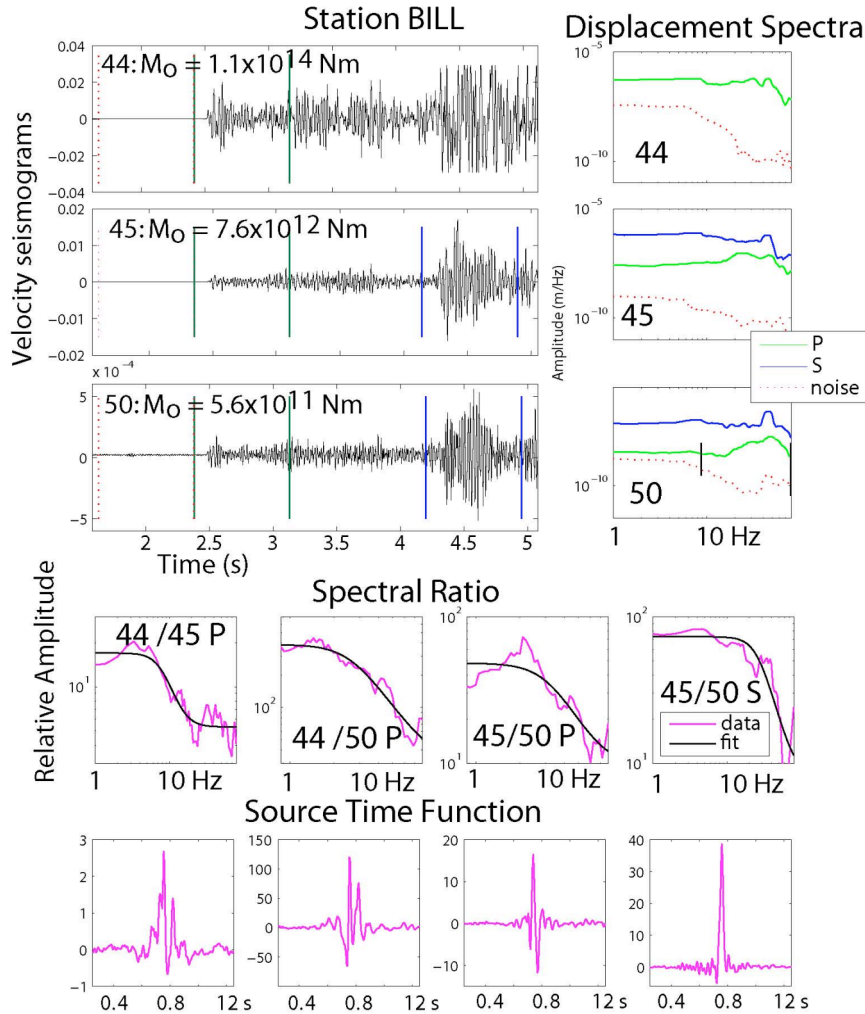 Station BILL
Displacement Spectra
Velocity seismograms
44: Mo = 1.1x10^14 Nm
0.04
0.02
0
−0.02
−0.04
45: Mo = 7.6x10^12 Nm
0.02
0.01
0
−0.01
−0.02
x 10^−4
50: Mo = 5.6x10^11 Nm
5
0
−5
2
2.5
3
3.5
4
4.5
5
Time (s)
10^−5
10^−10
44
10^−5
10^−10
45
Amplitude (m/Hz)
P
S
noise
10^−10
50
1
10 Hz
Spectral Ratio
Relative Amplitude
44 /45 P
10^1
1
10 Hz
44 /50 P
10^2
1
10 Hz
45/50 P
10^2
10^1
1
10 Hz
45/50 S
10^2
10^1
data
fit
1
10 Hz
Source Time Function
3
2
1
0
−1
0.4
0.8
12 s
150
100
50
0
−50
0.4
0.8
12 s
20
10
0
−10
0.4
0.8
12 s
40
30
20
10
0
0.4
0.8
12 s